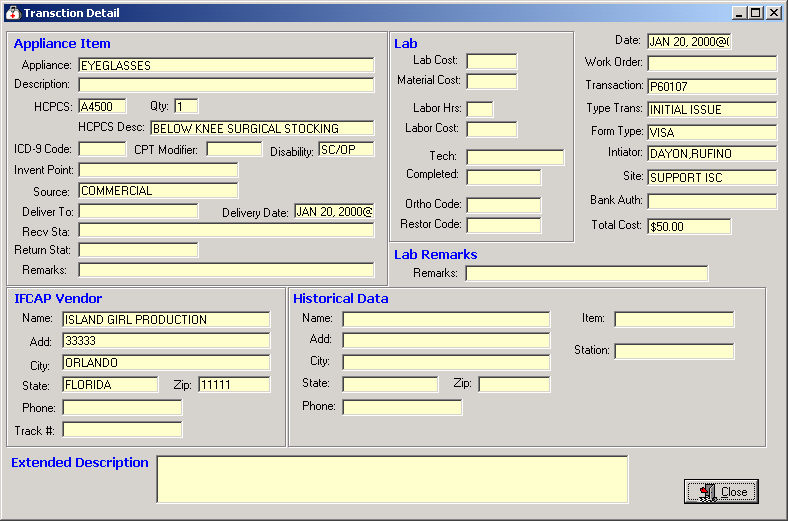 Transction Detail
Appliance Item
Appliance: EYEGLASSES
Description:
HCPCS: A4500 Qty: 1
HCPCS Desc: BELOW KNEE SURGICAL STOCKING
ICD-9 Code: CPT Modifier: Disability: SC/OP
Invent Point:
Source: COMMERCIAL
Deliver To: Delivery Date: JAN 20, 2000@
Recv Sta:
Return Stat:
Remarks:
Lab
Lab Cost:
Material Cost:
Labor Hrs:
Labor Cost:
Tech:
Completed:
Ortho Code:
Restor Code:
Lab Remarks
Remarks:
Date: JAN 20, 2000@(
Work Order:
Transaction: P60107
Type Trans: INITIAL ISSUE
Form Type: VISA
Intiator: DAYON,RUFINO
Site: SUPPORT ISC
Bank Auth:
Total Cost: $50.00
IFCAP Vendor
Name: ISLAND GIRL PRODUCTION
Add: 33333
City: ORLANDO
State: FLORIDA Zip: 11111
Phone:
Track #:
Historical Data
Name: Item:
Add:
City: Station:
State: Zip:
Phone:
Extended Description
Close